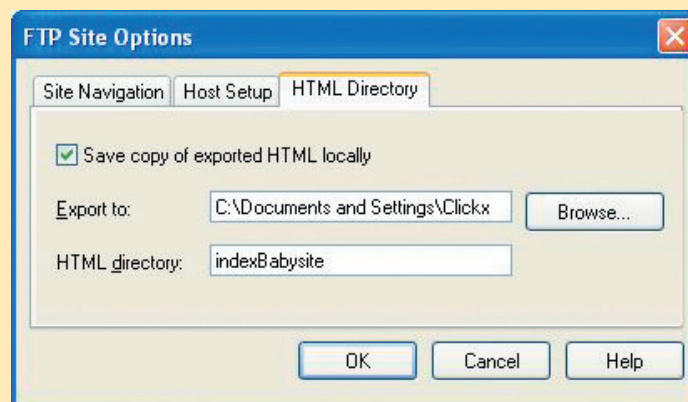 FTP Site Options
Site Navigation Host Setup HTML Directory
Save copy of exported HTML locally
Export to: C:\Documents and Settings\Clickx Browse...
HTML directory: indexBabysite
OK Cancel Help